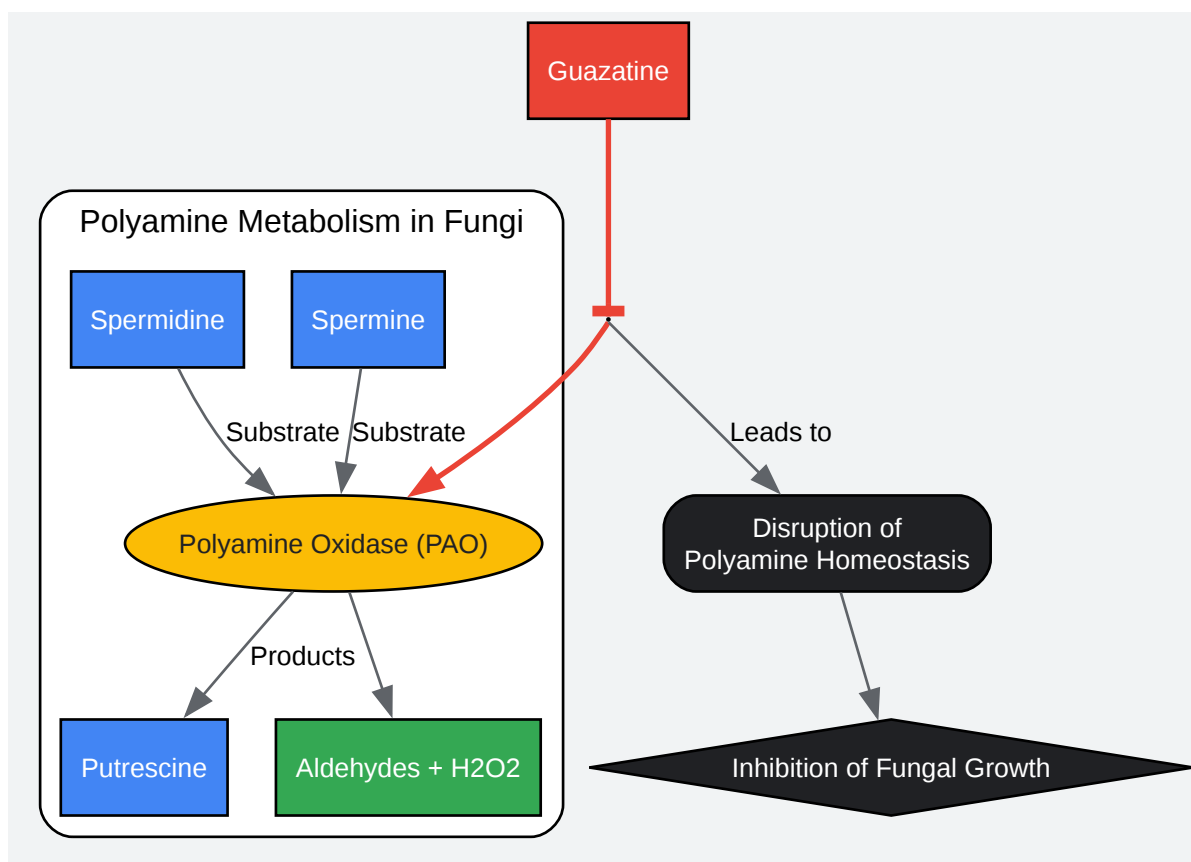 Guazatine
Polyamine Metabolism in Fungi
Spermidine
Spermine
Substrate
Substrate
Leads to
Polyamine Oxidase (PAO)
Disruption of
Polyamine Homeostasis
Products
Putrescine
Aldehydes + H2O2
Inhibition of Fungal Growth